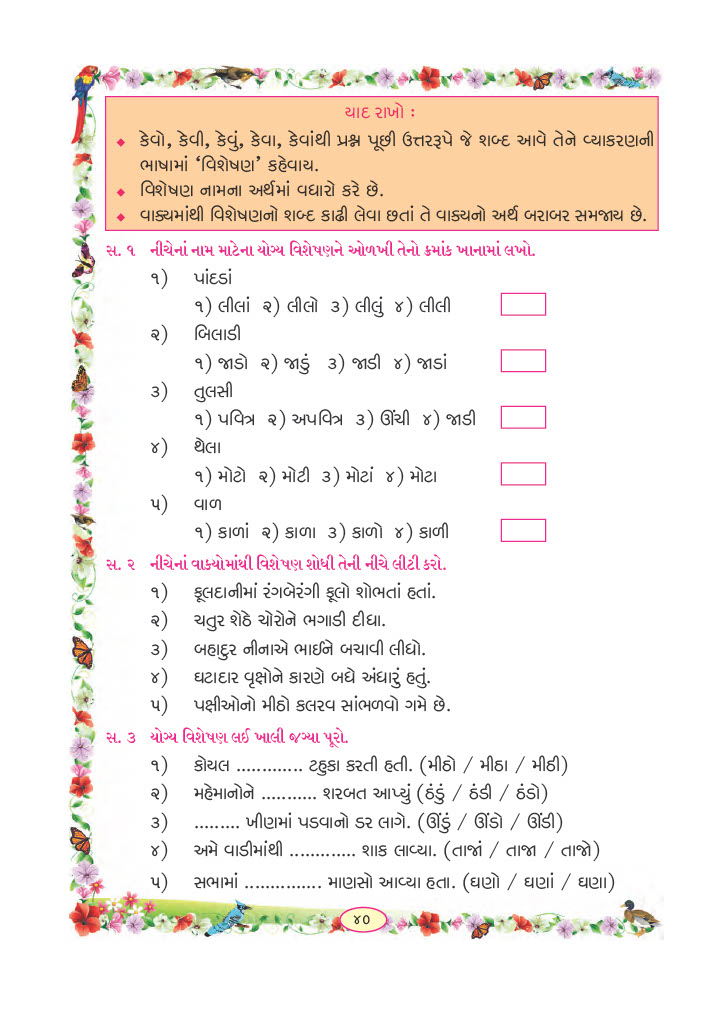 યાદ રાખો :
◆ કેવો, કેવી, કેવું, કેવા, કેવાંથી પ્રશ્ન પૂછી ઉત્તરરૂપે જે શબ્દ આવે તેને વ્યાકરણની
ભાષામાં ‘વિશેષણ’ કહેવાય.
◆ વિશેષણ નામના અર્થમાં વધારો કરે છે.
◆ વાક્યમાંથી વિશેષણનો શબ્દ કાઢી લેવા છતાં તે વાક્યનો અર્થ બરાબર સમજાય છે.
સ. ૧ નીચેનાં નામ માટેના યોગ્ય વિશેષણને ઓળખી તેનો ક્રમાંક ખાનામાં લખો.
૧) પાંદડાં
૧) લીલાં ૨) લીલો ૩) લીલું ૪) લીલી
૨) બિલાડી
૧) જાડો ૨) જાડું ૩) જાડી ૪) જાડાં
૩) તુલસી
૧) પવિત્ર ૨) અપવિત્ર ૩) ઊંચી ૪) જાડી
૪) થેલા
૧) મોટો ૨) મોટી ૩) મોટાં ૪) મોટા
૫) વાળ
૧) કાળાં ૨) કાળા ૩) કાળો ૪) કાળી
સ. ૨ નીચેનાં વાક્યોમાંથી વિશેષણ શોધી તેની નીચે લીટી કરો.
૧) ફૂલદાનીમાં રંગબેરંગી ફૂલો શોભતાં હતાં.
૨) ચતુર શેઠે ચોરોને ભગાડી દીધા.
૩) બહાદુર નીનાએ ભાઈને બચાવી લીધો.
૪) ઘટાદાર વૃક્ષોને કારણે બધે અંધારું હતું.
૫) પક્ષીઓનો મીઠો કલરવ સાંભળવો ગમે છે.
સ. ૩ યોગ્ય વિશેષણ લઈ ખાલી જગ્યા પૂરો.
૧) કોયલ ............. ટહુકા કરતી હતી. (મીઠો / મીઠા / મીઠી)
૨) મહેમાનોને ........... શરબત આપ્યું (ઠંડું / ઠંડી / ઠંડો)
૩) ......... ખીણમાં પડવાનો ડર લાગે. (ઊંડું / ઊંડો / ઊંડી)
૪) અમે વાડીમાંથી ............. શાક લાવ્યા. (તાજાં / તાજા / તાજો)
૫) સભામાં ............... માણસો આવ્યા હતા. (ઘણો / ઘણાં / ઘણા)
૪૦